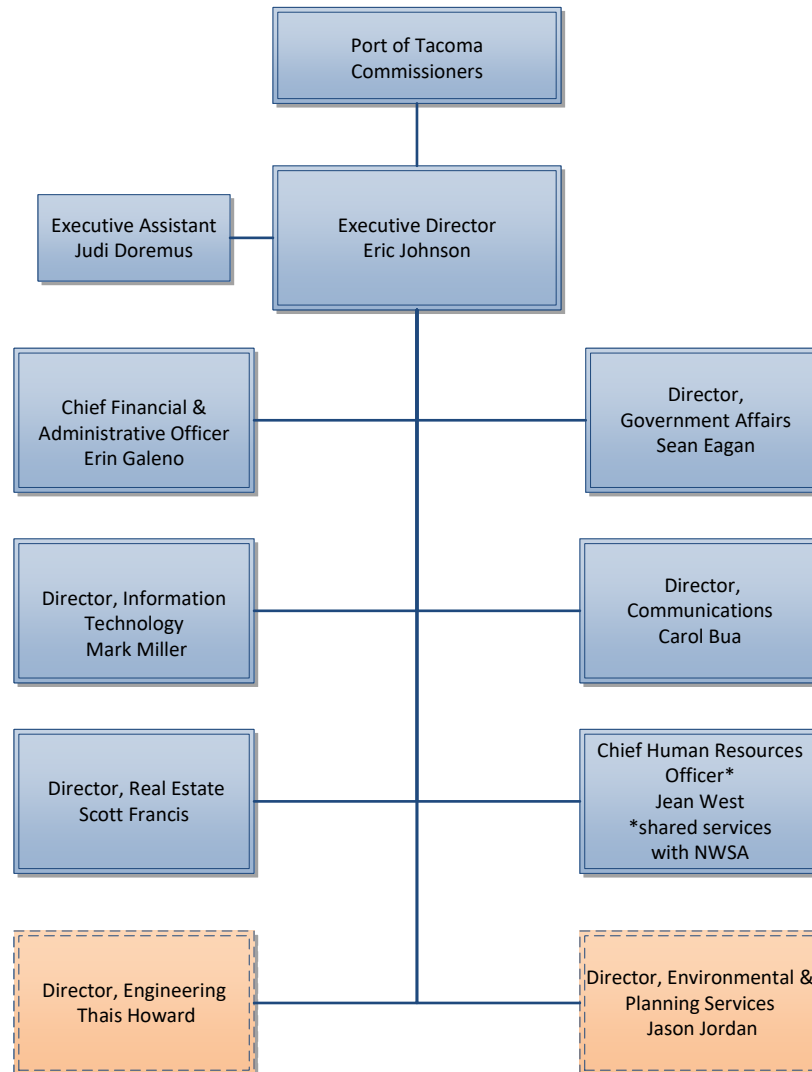 Port of Tacoma
Commissioners
Executive Assistant
Judi Doremus
Executive Director
Eric Johnson
Chief Financial &
Administrative Officer
Erin Galeno
Director,
Government Affairs
Sean Eagan
Director, Information
Technology
Mark Miller
Director,
Communications
Carol Bua
Director, Real Estate
Scott Francis
Chief Human Resources
Officer*
Jean West
*shared services
with NWSA
Director, Engineering
Thais Howard
Director, Environmental &
Planning Services
Jason Jordan